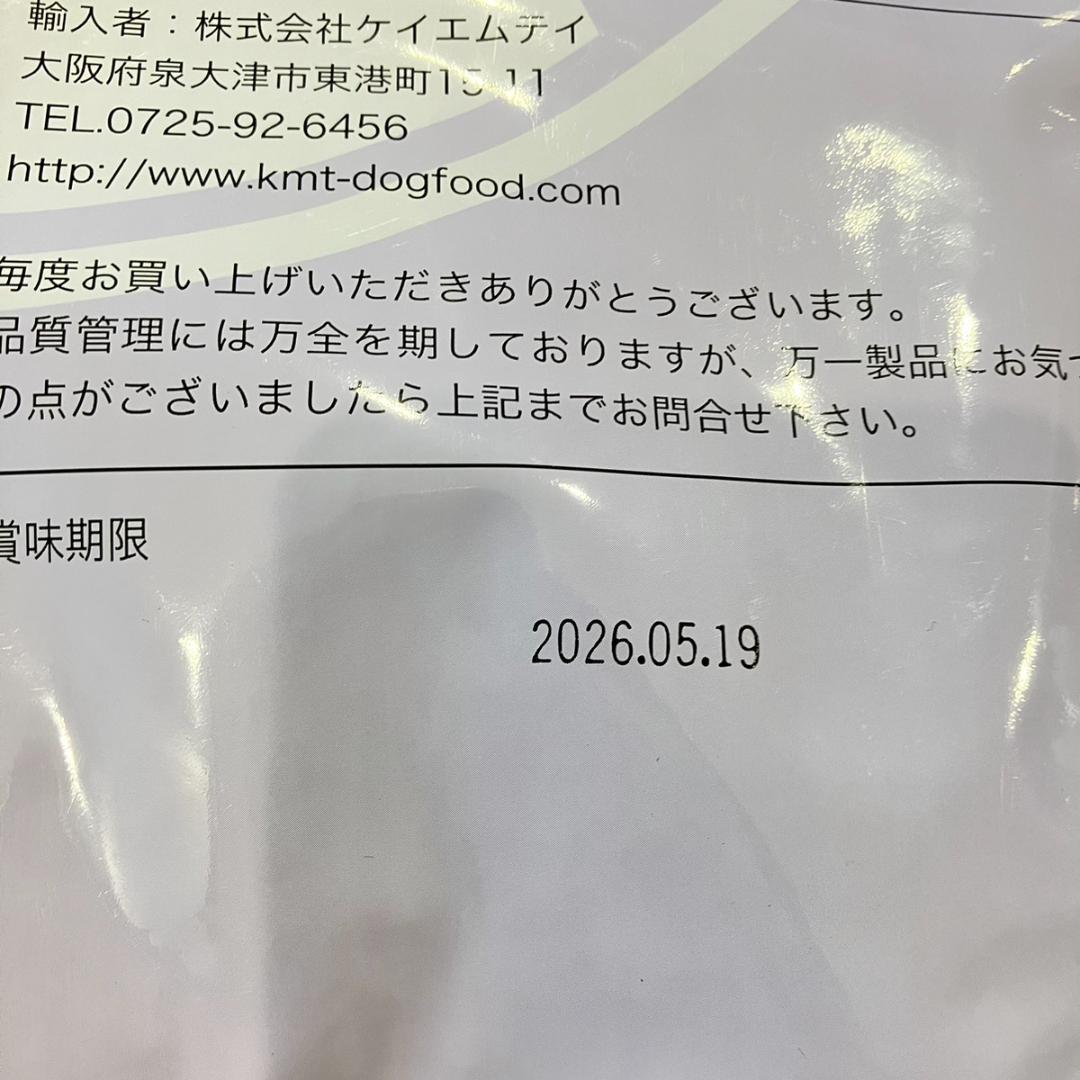 輸入者：株式会社ケイエムテイ
大阪府泉大津市東港町15-11
TEL.0725-92-6456
http://www.kmt-dogfood.com
毎度お買い上げいただきありがとうございます。
品質管理には万全を期しておりますが、万一製品にお気づ
の点がございましたら上記までお問合せ下さい。
賞味期限
2026.05.19